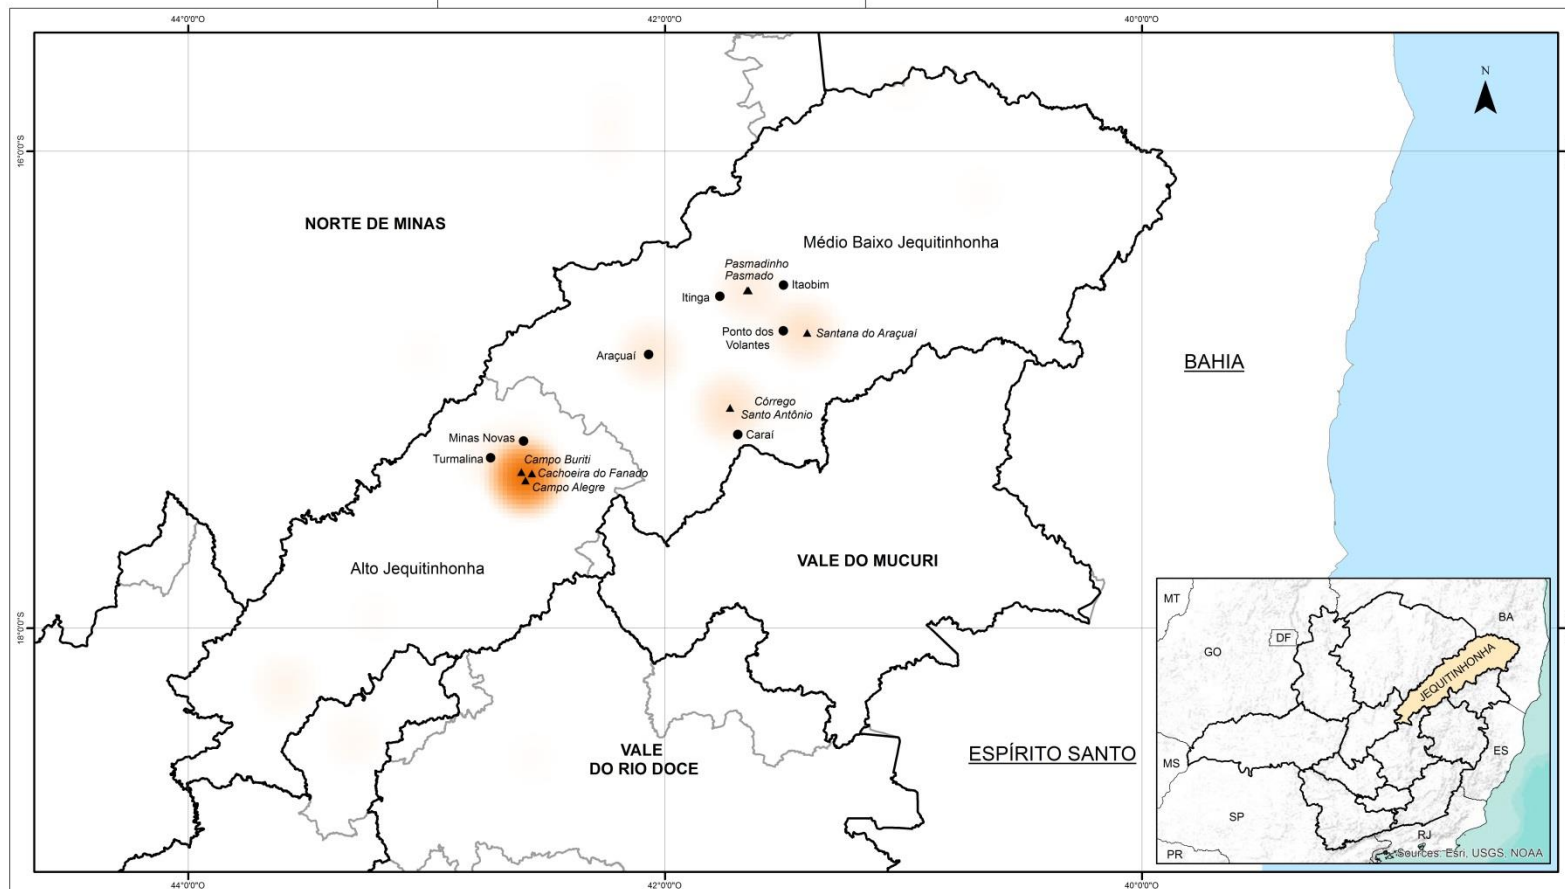 44°0'0"O
42°0'0"O
40°0'0"O
N
16°0'0"S
NORTE DE MINAS
Médio Baixo Jequitinhonha
Pasmadinho
Pasmado
Itinga
Itaobim
Ponto dos
Volantes
Santana do Araçuaí
Araçuaí
BAHIA
Córrego
Santo Antônio
Caraí
Minas Novas
Turmalina
Campo Buriti
Cachoeira do Fanado
Campo Alegre
Alto Jequitinhonha
VALE DO MUCURI
18°0'0"S
VALE
DO RIO DOCE
ESPÍRITO SANTO
MT
BA
DF
GO
JEQUITINHONHA
ES
MS
SP
RJ
PR
Sources: Esri, USGS, NOAA
44°0'0"O
42°0'0"O
40°0'0"O